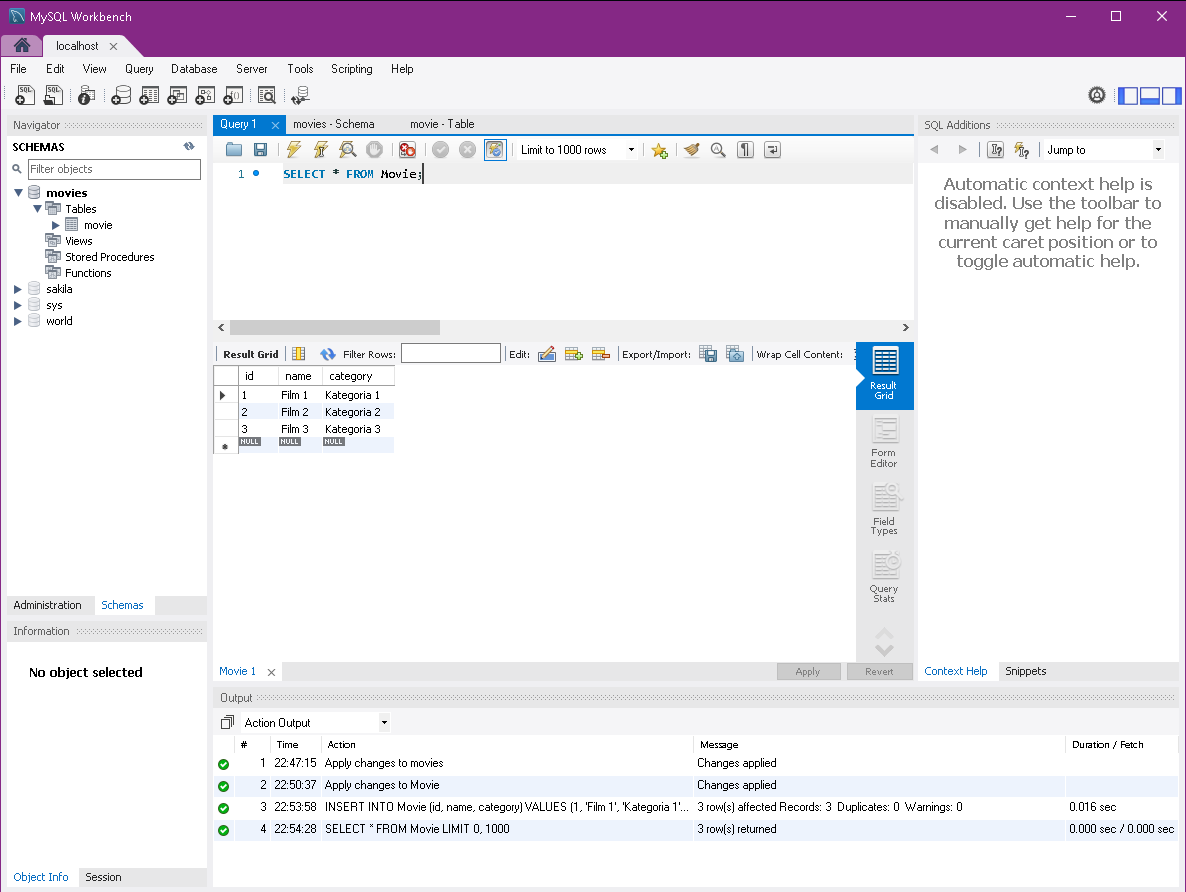 MySQL Workbench
localhost
File Edit View Query Database Server Tools Scripting Help
Navigator
SCHEMAS
Filter objects
movies
Tables
movie
Views
Stored Procedures
Functions
sakila
sys
world
Administration Schemas
Information
No object selected
Object Info Session
Query 1 movies - Schema movie - Table
Limit to 1000 rows
1 SELECT * FROM Movie;
Result Grid Filter Rows: Edit: Export/Import: Wrap Cell Content:
id name category
1 Film 1 Kategoria 1
2 Film 2 Kategoria 2
3 Film 3 Kategoria 3
NULL NULL NULL
Result
Grid
Form
Editor
Field
Types
Query
Stats
Movie 1 Apply Revert
SQL Additions
Jump to
Automatic context help is
disabled. Use the toolbar to
manually get help for the
current caret position or to
toggle automatic help.
Context Help Snippets
Output
Action Output
# Time Action Message Duration / Fetch
1 22:47:15 Apply changes to movies Changes applied
2 22:50:37 Apply changes to Movie Changes applied
3 22:53:58 INSERT INTO Movie (id, name, category) VALUES (1, 'Film 1', 'Kategoria 1'... 3 row(s) affected Records: 3 Duplicates: 0 Warnings: 0 0.016 sec
4 22:54:28 SELECT * FROM Movie LIMIT 0, 1000 3 row(s) returned 0.000 sec / 0.000 sec